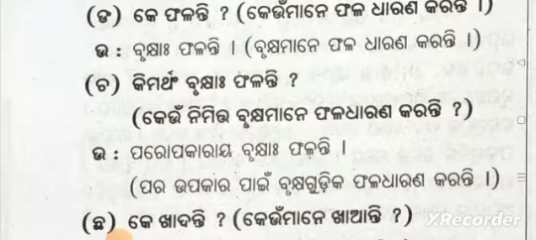 (ଙ) କେ ଫଳନ୍ତି ? (କେଉଁମାନେ ଫଳ ଧାରଣ କରନ୍ତି ।)
ଉ : ବୃକ୍ଷାଃ ଫଳନ୍ତି । (ବୃକ୍ଷମାନେ ଫଳ ଧାରଣ କରନ୍ତି ।)
(ଚ) କିମର୍ଥଂ ବୃକ୍ଷାଃ ଫଳନ୍ତି ?
(କେଉଁ ନିମିତ୍ତ ବୃକ୍ଷମାନେ ଫଳଧାରଣ କରନ୍ତି ?)
ଉ : ପରୋପକାରାୟ ବୃକ୍ଷାଃ ଫଳନ୍ତି ।
(ପର ଉପକାର ପାଇଁ ବୃକ୍ଷଗୁଡ଼ିକ ଫଳଧାରଣ କରନ୍ତି ।)
(ଛ) କେ ଖାଦନ୍ତି ? (କେଉଁମାନେ ଖାଆନ୍ତି ?)
XRecorder